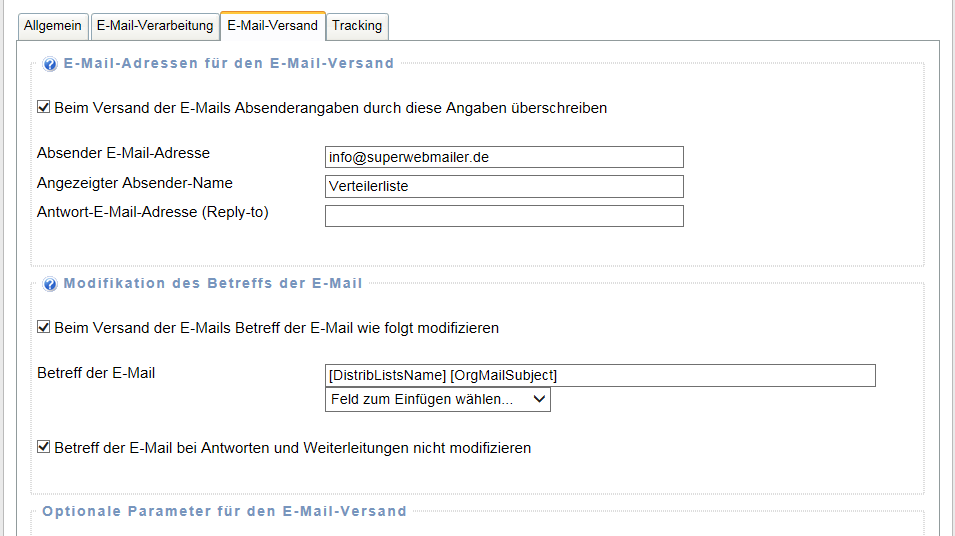 Allgemein E-Mail-Verarbeitung E-Mail-Versand Tracking
E-Mail-Adressen für den E-Mail-Versand
Beim Versand der E-Mails Absenderangaben durch diese Angaben überschreiben
Absender E-Mail-Adresse info@superwebmailer.de
Angezeigter Absender-Name Verteilerliste
Antwort-E-Mail-Adresse (Reply-to)
Modifikation des Betreffs der E-Mail
Beim Versand der E-Mails Betreff der E-Mail wie folgt modifizieren
Betreff der E-Mail [DistribListsName] [OrgMailSubject]
Feld zum Einfügen wählen...
Betreff der E-Mail bei Antworten und Weiterleitungen nicht modifizieren
Optionale Parameter für den E-Mail-Versand